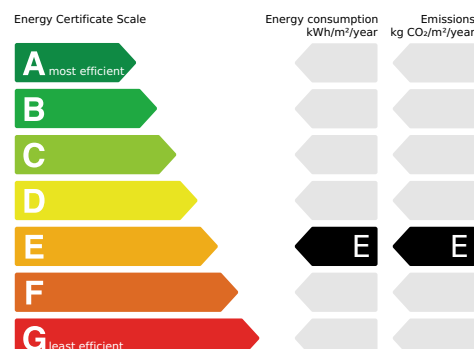 Energy Certificate Scale
Energy consumption
kWh/m²/year
Emissions
kg CO₂/m²/year
A most efficient
B
C
D
E E E
F
G least efficient